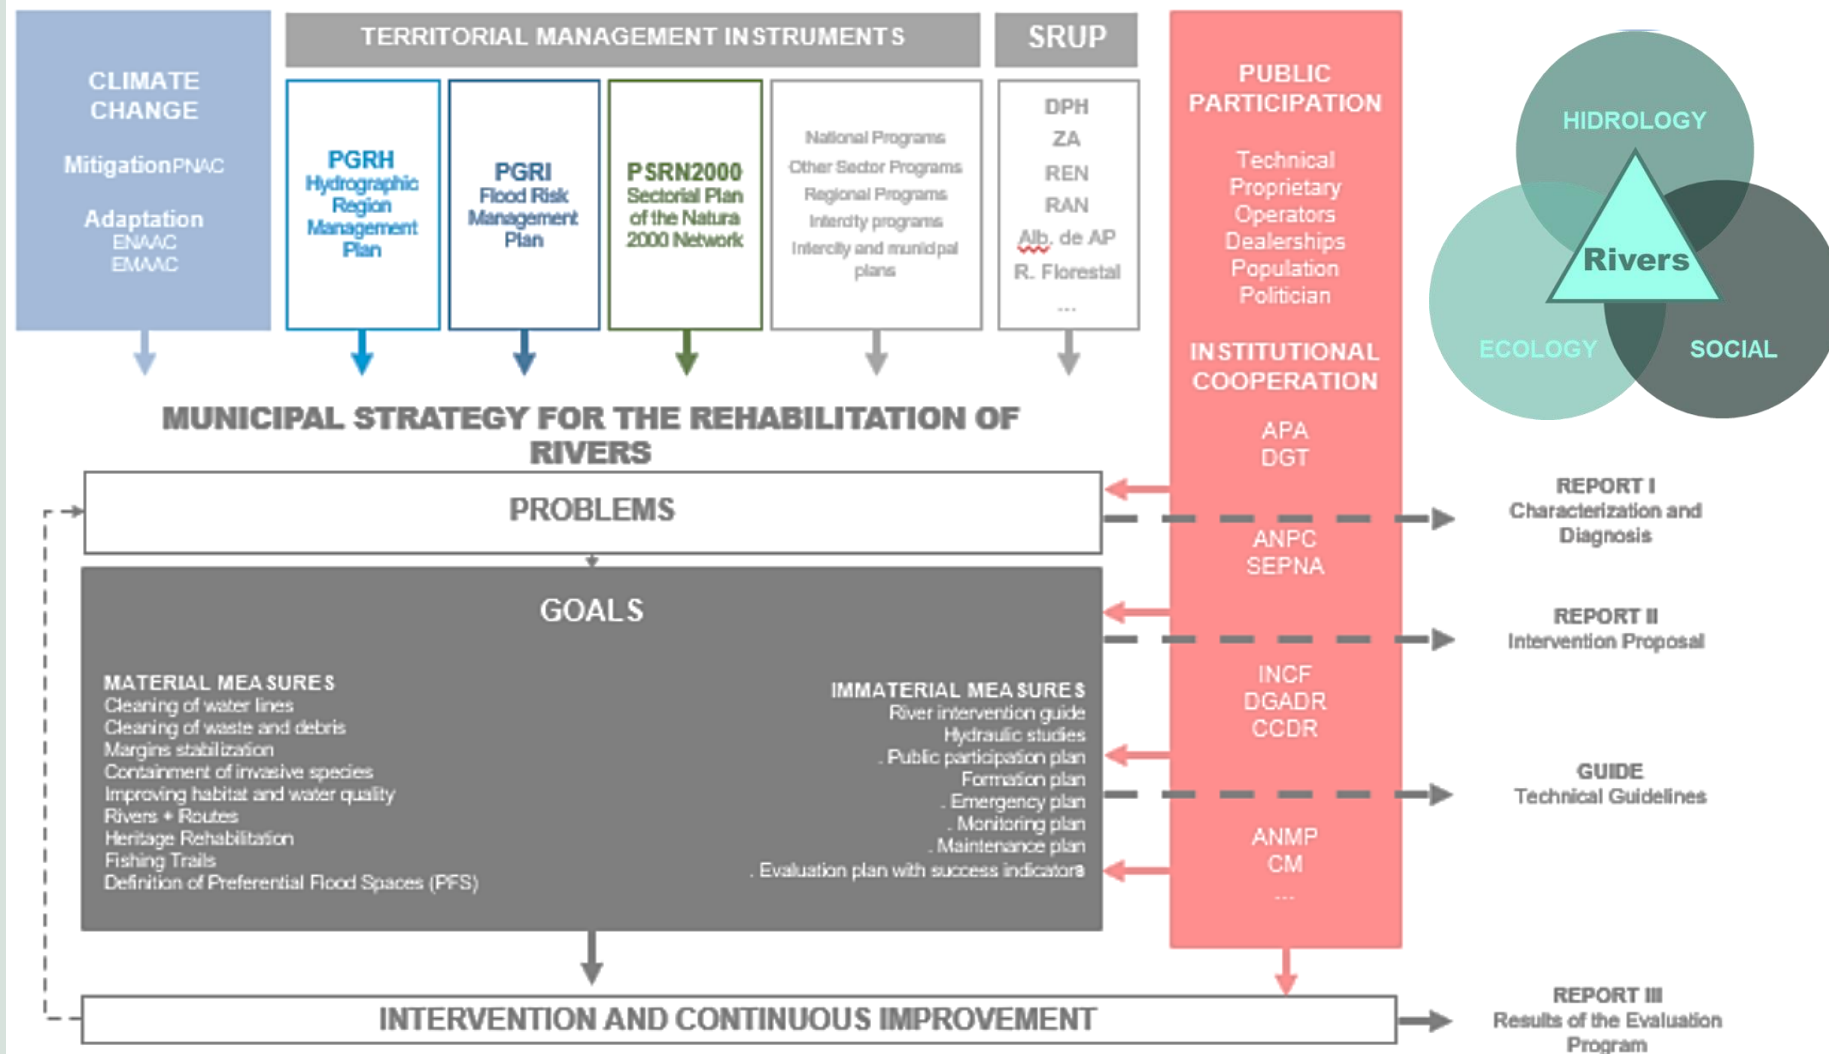 CLIMATE
CHANGE
Mitigation PNAC
Adaptation
ENAAC
EMAAC
TERRITORIAL MANAGEMENT INSTRUMENTS
PGRH
Hydrographic
Region
Management
Plan
PGRI
Flood Risk
Management
Plan
PSRN2000
Sectorial Plan
of the Natura
2000 Network
National Programs
Other Sector Programs
Regional Programs
Intercity programs
Intercity and municipal
plans
SRUP
DPH
ZA
REN
RAN
Alb. de AP
R. Florestal
...
PUBLIC
PARTICIPATION
Technical
Proprietary
Operators
Dealerships
Population
Politician
INSTITUTIONAL
COOPERATION
APA
DGT
ANPC
SEPNA
INCF
DGADR
CCDR
ANMP
CM
...
HIDROLOGY
Rivers
ECOLOGY
SOCIAL
MUNICIPAL STRATEGY FOR THE REHABILITATION OF
RIVERS
PROBLEMS
GOALS
MATERIAL MEASURES
Cleaning of water lines
Cleaning of waste and debris
Margins stabilization
Containment of invasive species
Improving habitat and water quality
Rivers + Routes
Heritage Rehabilitation
Fishing Trails
Definition of Preferential Flood Spaces (PFS)
IMMATERIAL MEASURES
River intervention guide
Hydraulic studies
. Public participation plan
Formation plan
. Emergency plan
. Monitoring plan
. Maintenance plan
. Evaluation plan with success indicators
INTERVENTION AND CONTINUOUS IMPROVEMENT
REPORT I
Characterization and
Diagnosis
REPORT II
Intervention Proposal
GUIDE
Technical Guidelines
REPORT III
Results of the Evaluation
Program